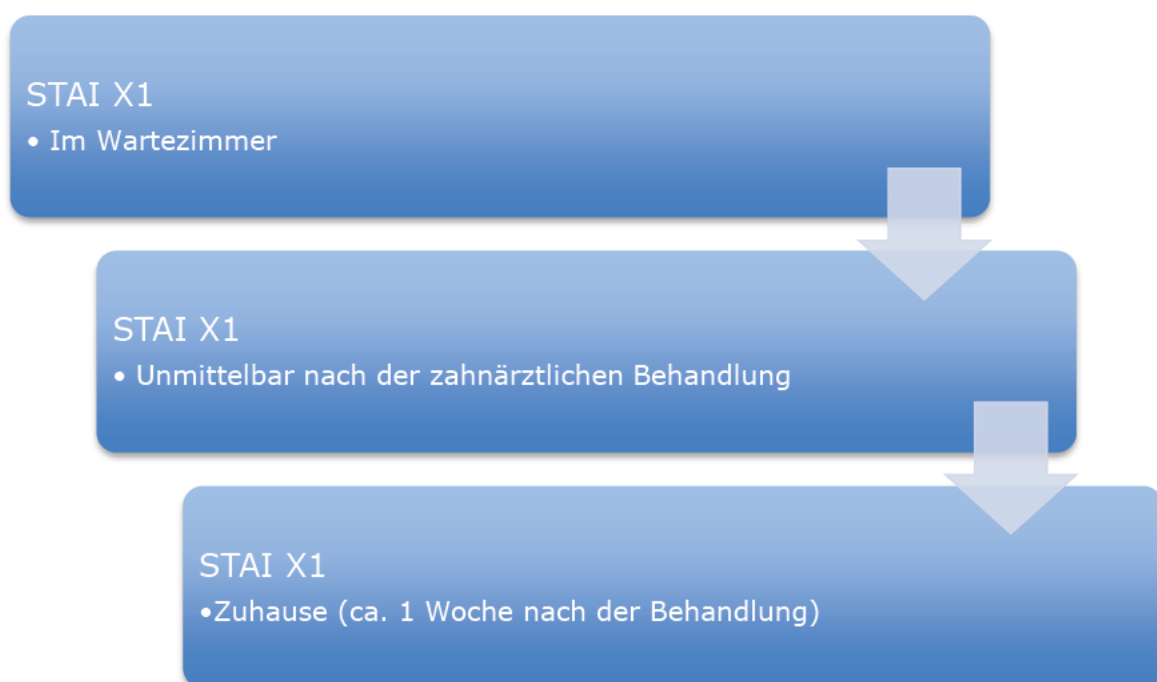 STAI X1
• Im Wartezimmer
STAI X1
• Unmittelbar nach der zahnärztlichen Behandlung
STAI X1
•Zuhause (ca. 1 Woche nach der Behandlung)